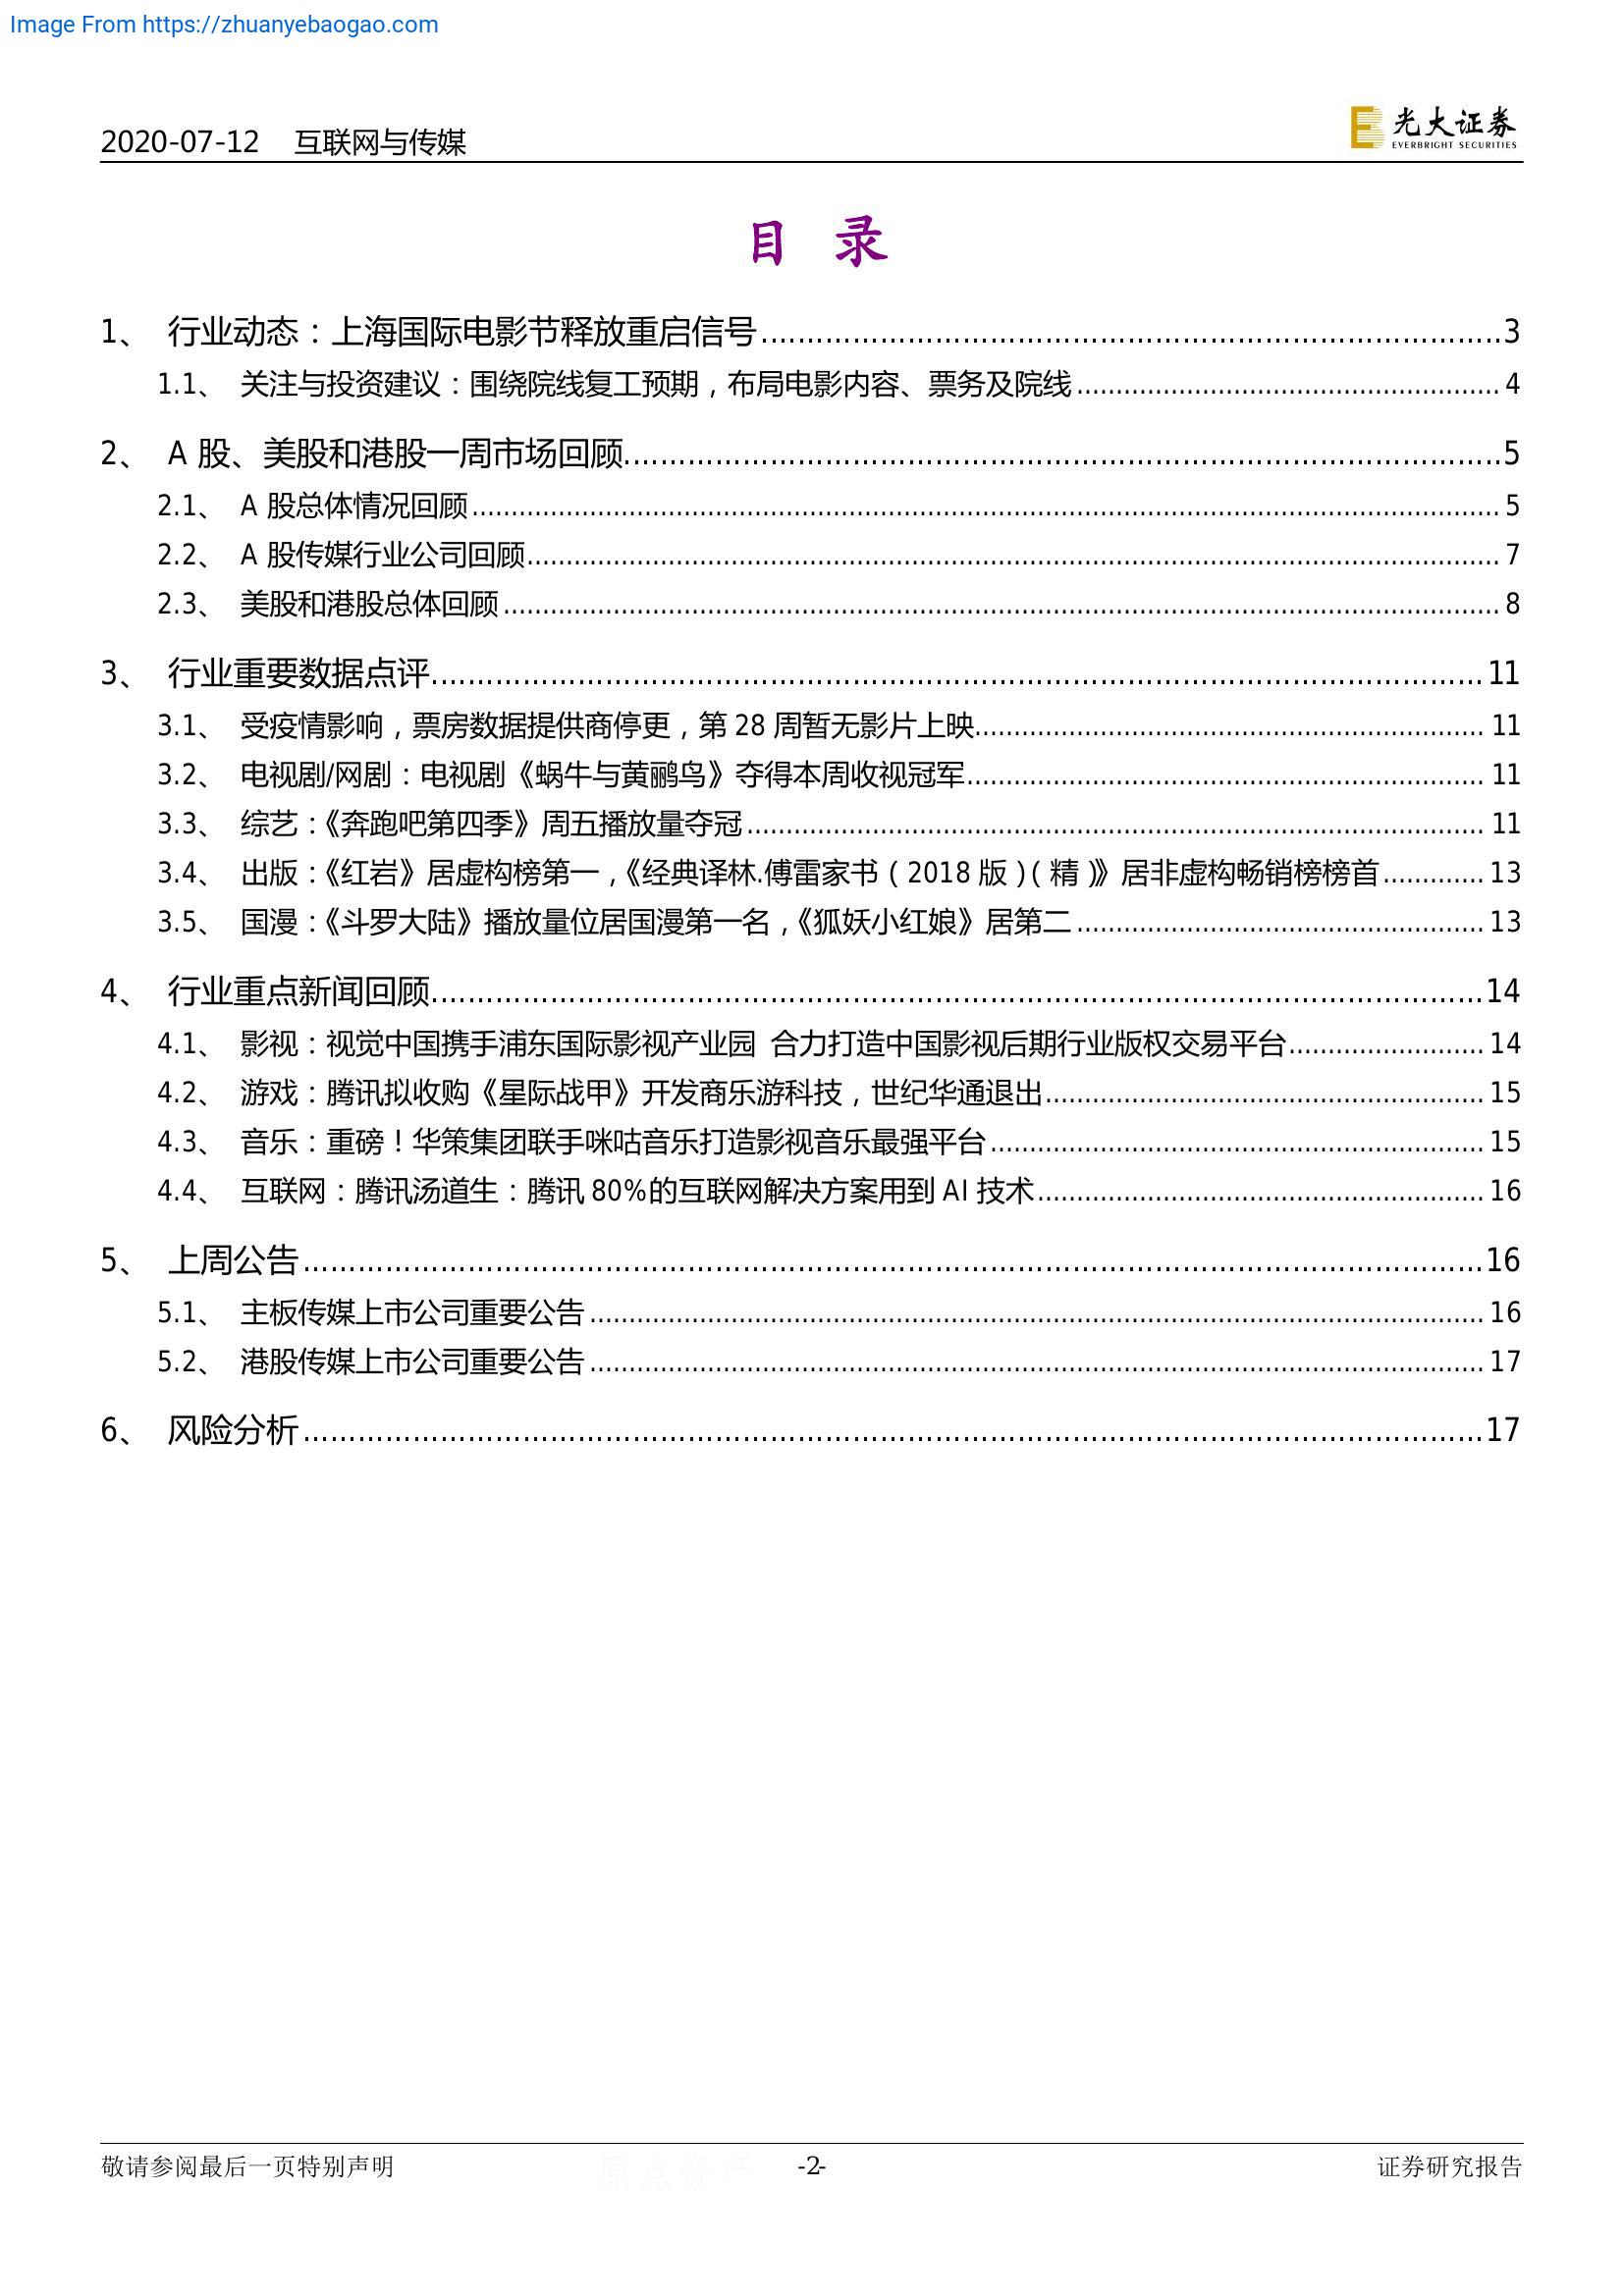 Image From https://zhuanyebaogao.com
2020-07-12 互联网与传媒
光大证券
EVERBRIGHT SECURITIES
目 录
1、 行业动态：上海国际电影节释放重启信号 3
1.1、 关注与投资建议：围绕院线复工预期，布局电影内容、票务及院线 4
2、 A 股、美股和港股一周市场回顾 5
2.1、 A 股总体情况回顾 5
2.2、 A 股传媒行业公司回顾 7
2.3、 美股和港股总体回顾 8
3、 行业重要数据点评 11
3.1、 受疫情影响，票房数据提供商停更，第 28 周暂无影片上映 11
3.2、 电视剧/网剧：电视剧《蜗牛与黄鹂鸟》夺得本周收视冠军 11
3.3、 综艺：《奔跑吧第四季》周五播放量夺冠 11
3.4、 出版：《红岩》居虚构榜第一，《经典译林.傅雷家书（2018 版）（精）》居非虚构畅销榜榜首 13
3.5、 国漫：《斗罗大陆》播放量位居国漫第一名，《狐妖小红娘》居第二 13
4、 行业重点新闻回顾 14
4.1、 影视：视觉中国携手浦东国际影视产业园 合力打造中国影视后期行业版权交易平台 14
4.2、 游戏：腾讯拟收购《星际战甲》开发商乐游科技，世纪华通退出 15
4.3、 音乐：重磅！华策集团联手咪咕音乐打造影视音乐最强平台 15
4.4、 互联网：腾讯汤道生：腾讯 80%的互联网解决方案用到 AI 技术 16
5、 上周公告 16
5.1、 主板传媒上市公司重要公告 16
5.2、 港股传媒上市公司重要公告 17
6、 风险分析 17
敬请参阅最后一页特别声明 -2- 证券研究报告